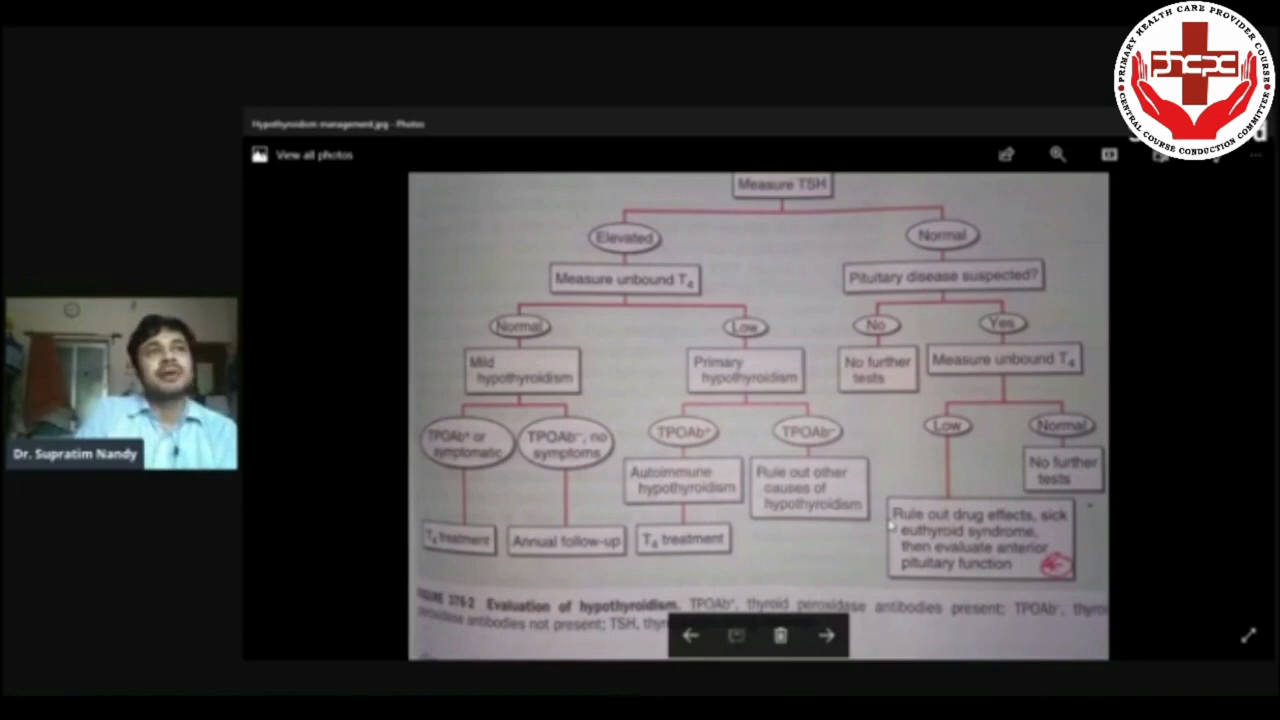 PRIMARY HEALTH CARE PROVIDER COURSE
phcpc
CENTRAL COURSE CONDUCTION COMMITTEE
Hypothyroidism management.jpg - Photos
View all photos
Measure TSH
Elevated
Normal
Measure unbound T4
Pituitary disease suspected?
Normal
Low
No
Yes
Mild
hypothyroidism
Primary
hypothyroidism
No further
tests
Measure unbound T4
TPOAb+ or
symptomatic
TPOAb–, no
symptoms
TPOAb+
TPOAb–
Low
Normal
Autoimmune
hypothyroidism
Rule out other
causes of
hypothyroidism
No further
tests
T4 treatment
Annual follow-up
T4 treatment
Rule out drug effects, sick
euthyroid syndrome,
then evaluate anterior
pituitary function
FIGURE 376-2 Evaluation of hypothyroidism. TPOAb+, thyroid peroxidase antibodies present; TPOAb–,
peroxidase antibodies not present; TSH,
Dr. Supratim Nandy